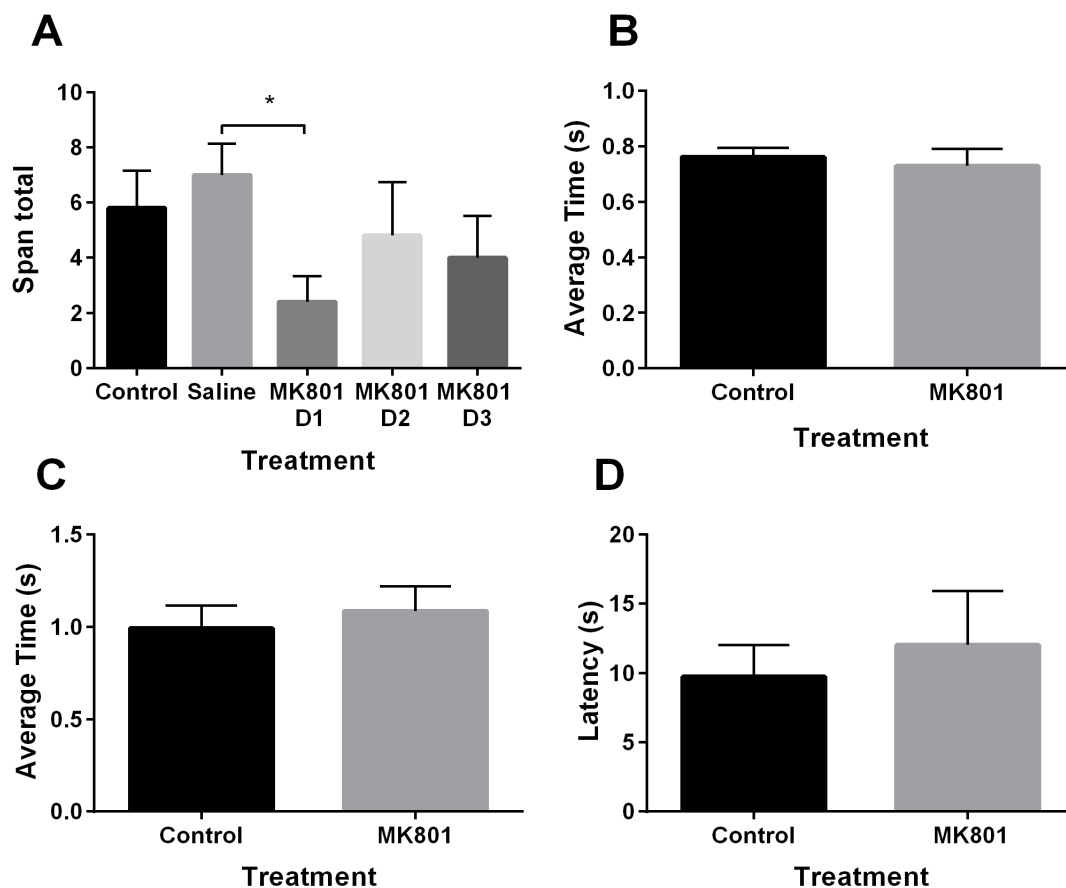 A
10
8
6
4
2
0
Span total
*
Control Saline MK801 MK801 MK801
D1 D2 D3
Treatment
B
1.0
0.8
0.6
0.4
0.2
0.0
Average Time (s)
Control MK801
Treatment
C
1.5
1.0
0.5
0.0
Average Time (s)
Control MK801
Treatment
D
20
15
10
5
0
Latency (s)
Control MK801
Treatment